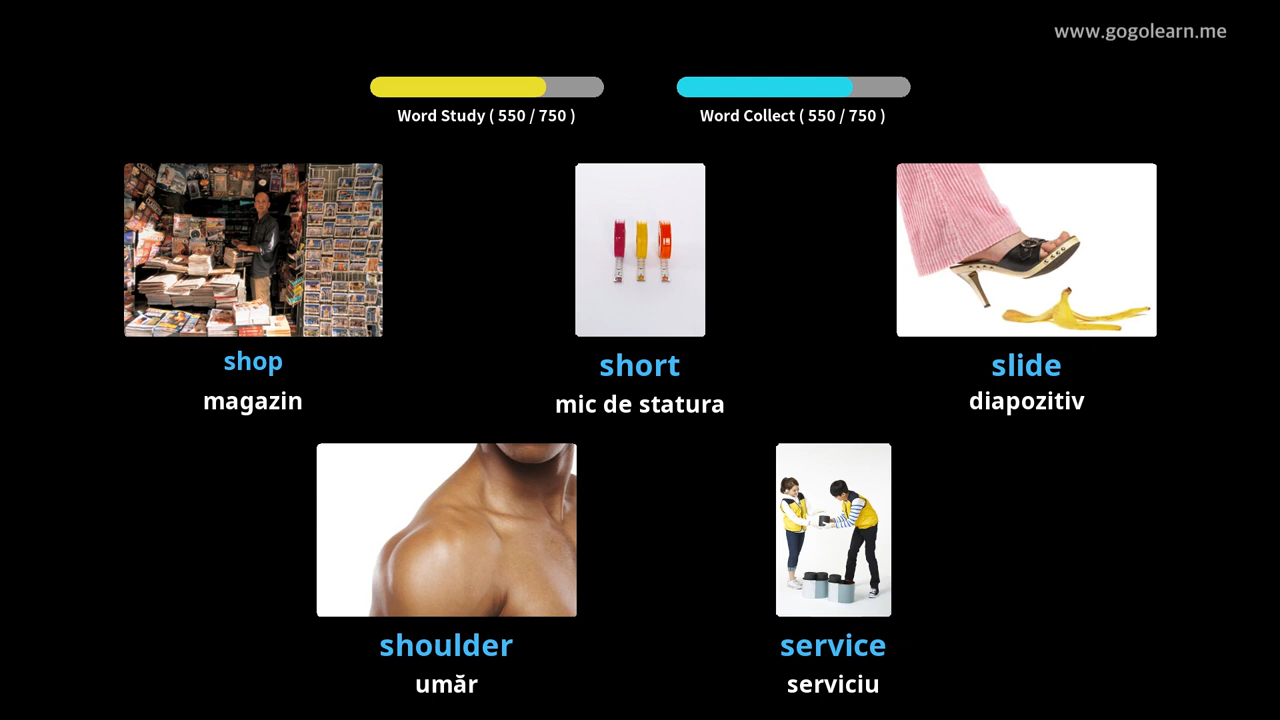 www.gogolearn.me
Word Study ( 550 / 750 )
Word Collect ( 550 / 750 )
shop
magazin
short
mic de statura
slide
diapozitiv
shoulder
umăr
service
serviciu